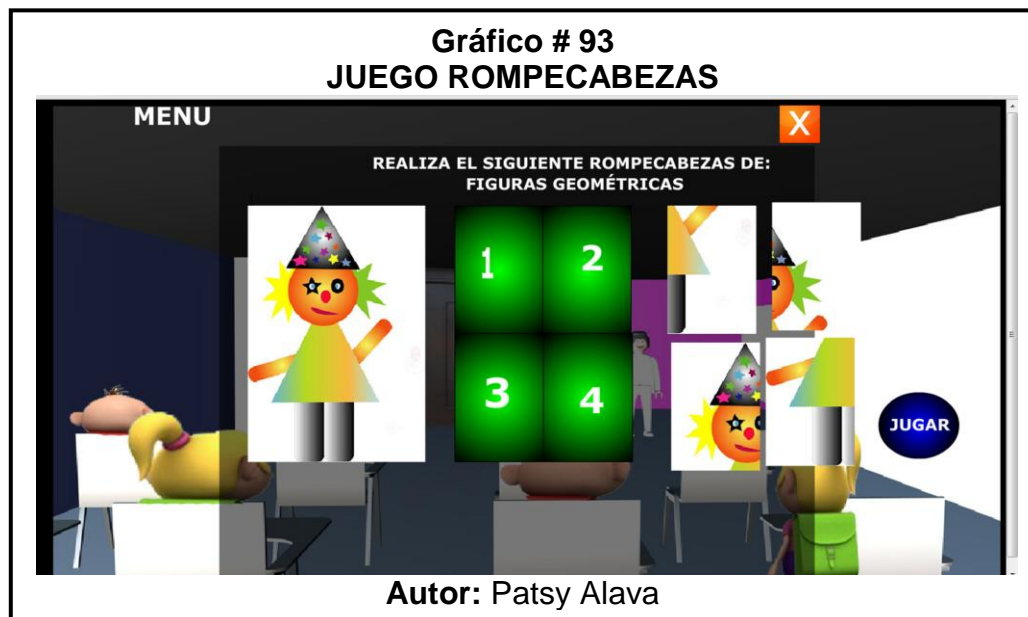 Gráfico # 93
JUEGO ROMPECABEZAS
MENU
X
REALIZA EL SIGUIENTE ROMPECABEZAS DE:
FIGURAS GEOMÉTRICAS
1
2
3
4
JUGAR
Autor: Patsy Alava